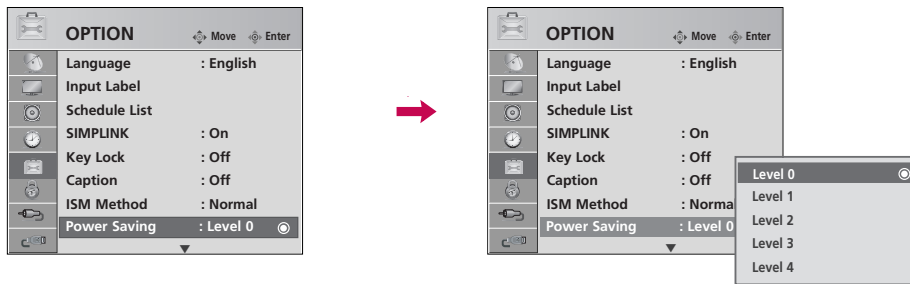 OPTION Move Enter
Language : English
Input Label
Schedule List
SIMPLINK : On
Key Lock : Off
Caption : Off
ISM Method : Normal
Power Saving : Level 0
OPTION Move Enter
Language : English
Input Label
Schedule List
SIMPLINK : On
Key Lock : Off
Caption : Off
ISM Method : Norma
Power Saving : Level 0
Level 0
Level 1
Level 2
Level 3
Level 4